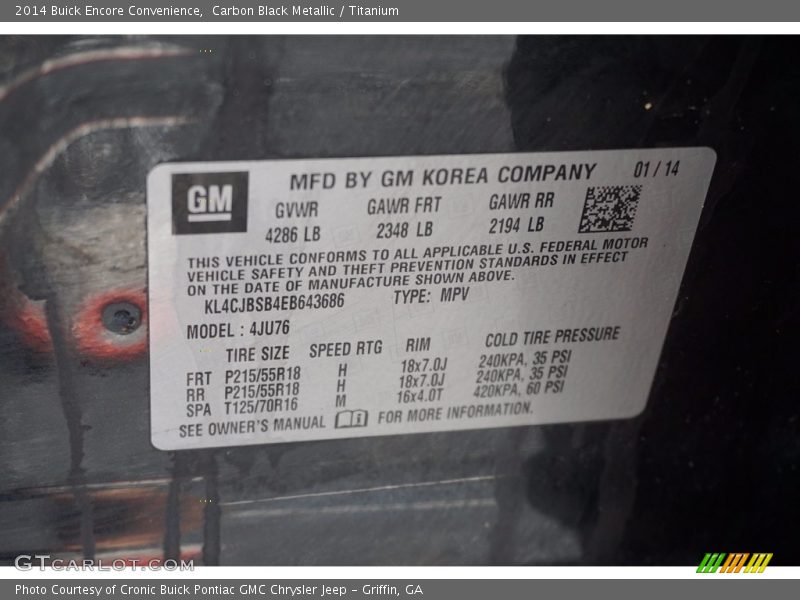 2014 Buick Encore Convenience,  Carbon Black Metallic / Titanium
GM
MFD BY GM KOREA COMPANY 01 / 14
GVWR GAWR FRT GAWR RR
4286 LB 2348 LB 2194 LB
THIS VEHICLE CONFORMS TO ALL APPLICABLE U.S. FEDERAL MOTOR
VEHICLE SAFETY AND THEFT PREVENTION STANDARDS IN EFFECT
ON THE DATE OF MANUFACTURE SHOWN ABOVE.
KL4CJBSB4EB643686 TYPE: MPV
MODEL : 4JU76
TIRE SIZE SPEED RTG RIM COLD TIRE PRESSURE
FRT P215/55R18 H 18x7.0J 240KPA, 35 PSI
RR P215/55R18 H 18x7.0J 240KPA, 35 PSI
SPA T125/70R16 M 16x4.0T 420KPA, 60 PSI
SEE OWNER'S MANUAL FOR MORE INFORMATION.
GTCARLOT.COM
Photo Courtesy of Cronic Buick Pontiac GMC Chrysler Jeep - Griffin, GA